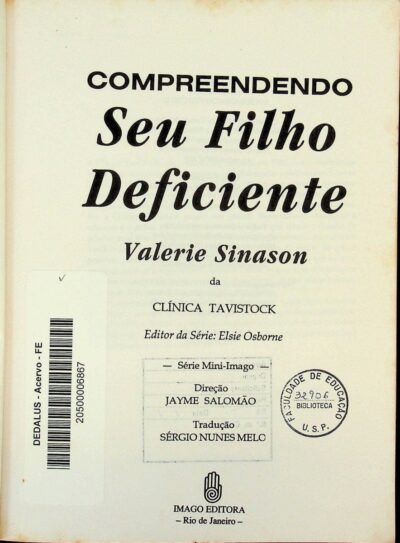 COMPREENDENDO
Seu Filho
Deficiente
Valerie Sinason
da
CLÍNICA TAVISTOCK
Editor da Série: Elsie Osborne
— Série Mini-Imago —
Direção
JAYME SALOMÃO
Tradução
SÉRGIO NUNES MELO
IMAGO EDITORA
– Rio de Janeiro –
DEDALUS - Acervo - FE
20500006867
FACULDADE DE EDUCAÇÃO
32906
BIBLIOTECA
U.S.P.